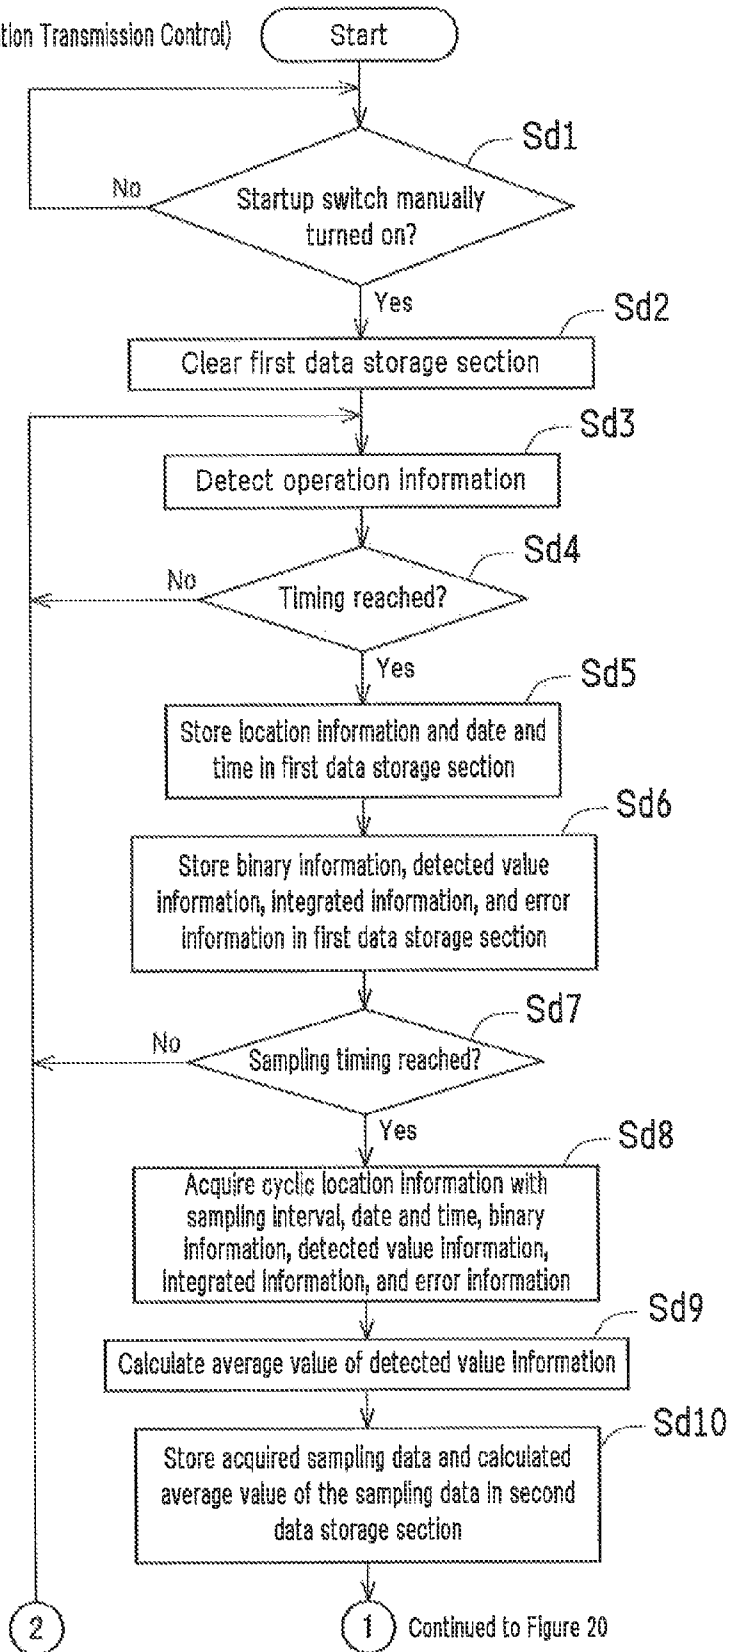 tion Transmission Control)
Start
Sd1
No
Startup switch manually
turned on?
Yes
Sd2
Clear first data storage section
Sd3
Detect operation information
Sd4
No
Timing reached?
Yes
Sd5
Store location information and date and
time in first data storage section
Sd6
Store binary information, detected value
information, integrated information, and error
information in first data storage section
Sd7
No
Sampling timing reached?
Yes
Sd8
Acquire cyclic location information with
sampling interval, date and time, binary
information, detected value information,
integrated information, and error information
Sd9
Calculate average value of detected value information
Sd10
Store acquired sampling data and calculated
average value of the sampling data in second
data storage section
2
1
Continued to Figure 20